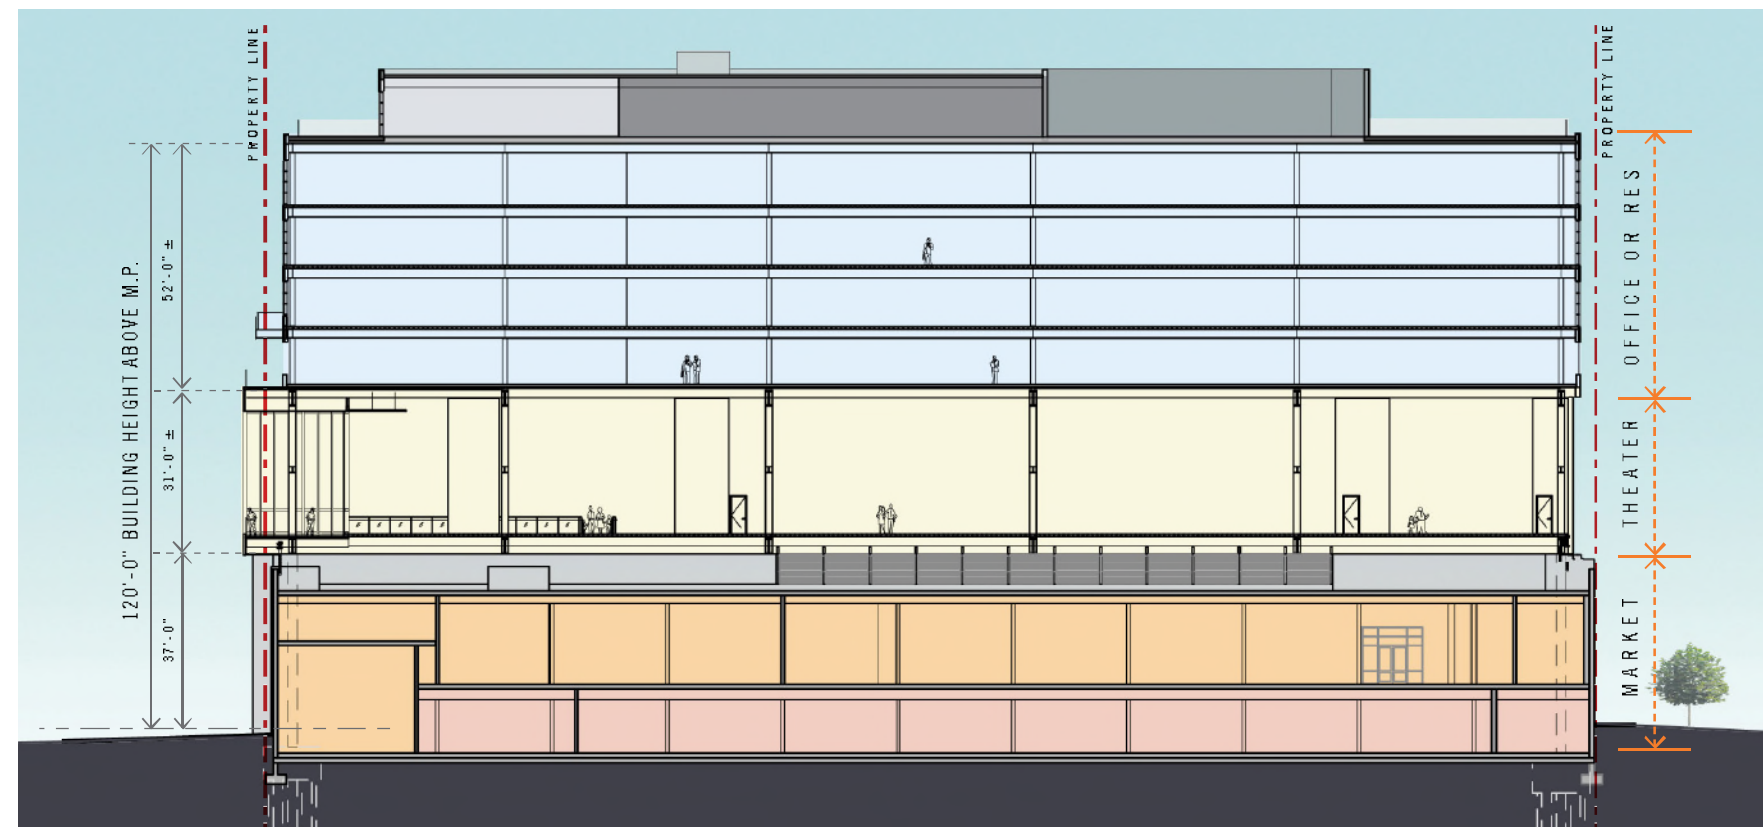 PROPERTY LINE
120'-0" BUILDING HEIGHT ABOVE M.P.
52'-0" ±
31'-0" ±
37'-0"
PROPERTY LINE
OFFICE OR RES
THEATER
MARKET